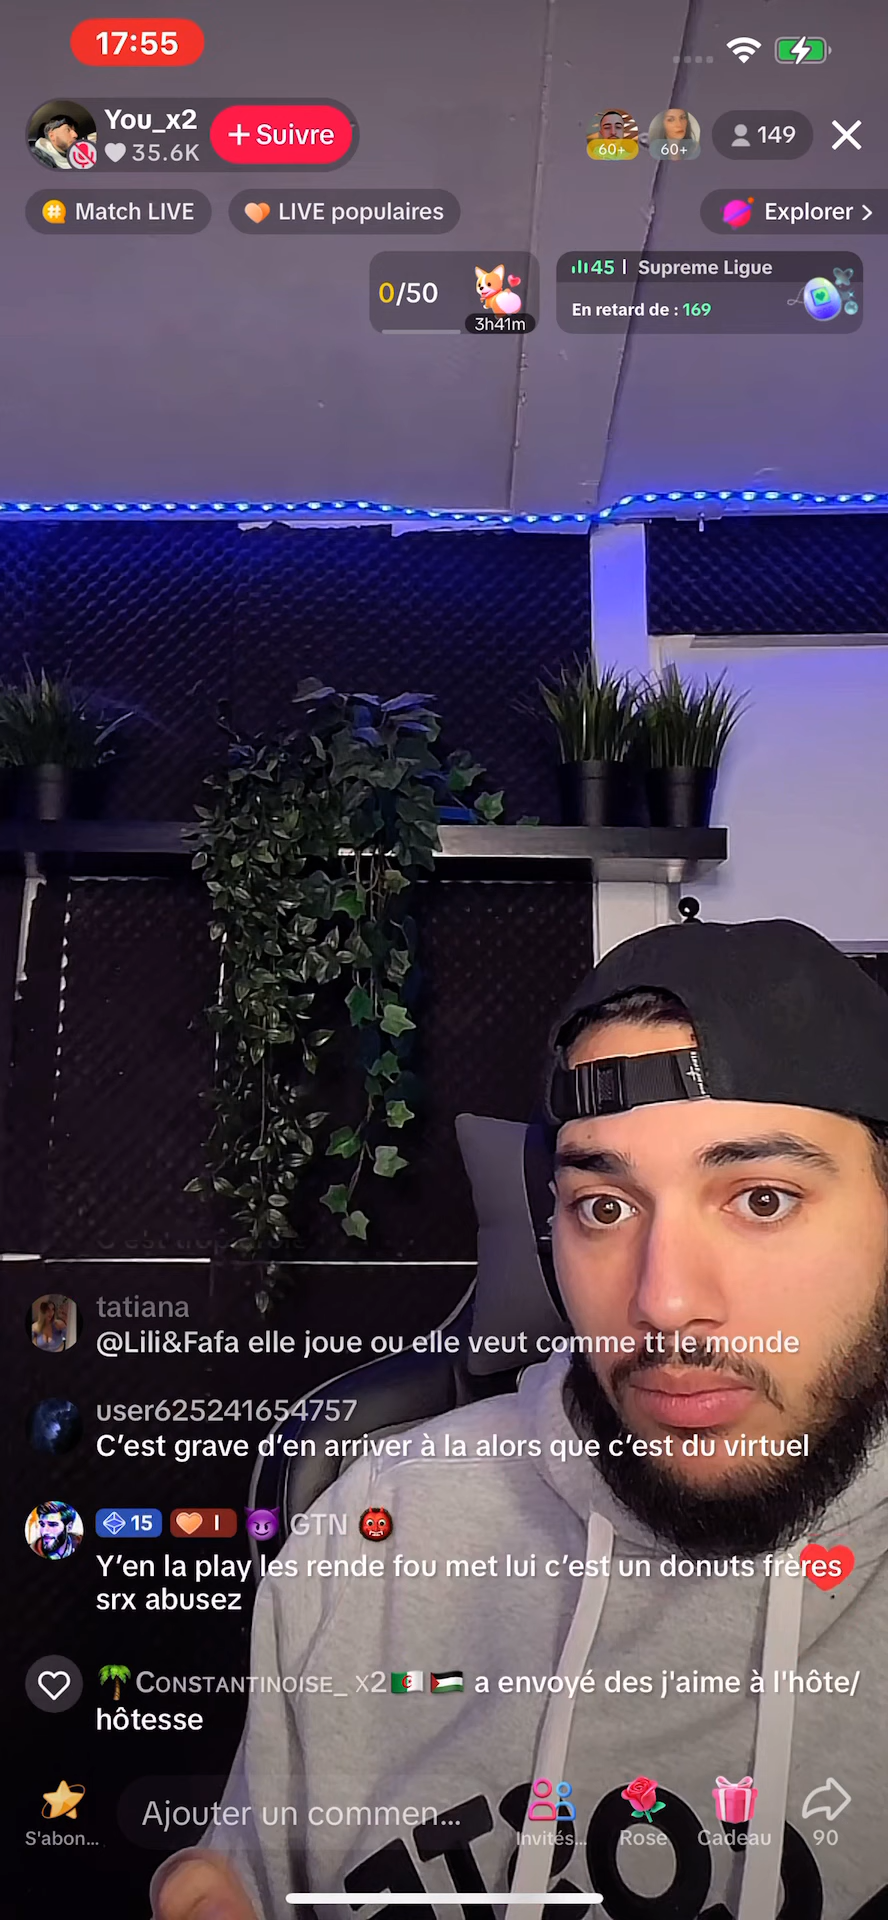 17:55
You_x2
35.6K
+ Suivre
60+
60+
149
Match LIVE
LIVE populaires
Explorer >
0/50
3h41m
45 | Supreme Ligue
En retard de : 169
tatiana
@Lili&Fafa elle joue ou elle veut comme tt le monde
user625241654757
C'est grave d'en arriver à la alors que c'est du virtuel
15 I 😈 GTN 👹
Y'en la play les rende fou met lui c'est un donuts frères
srx abusez
🌴Constantinoise_ x2🇩🇿🇵🇸 a envoyé des j'aime à l'hôte/
hôtesse
S'abon...
Ajouter un commen...
Invités...
Rose
Cadeau
90